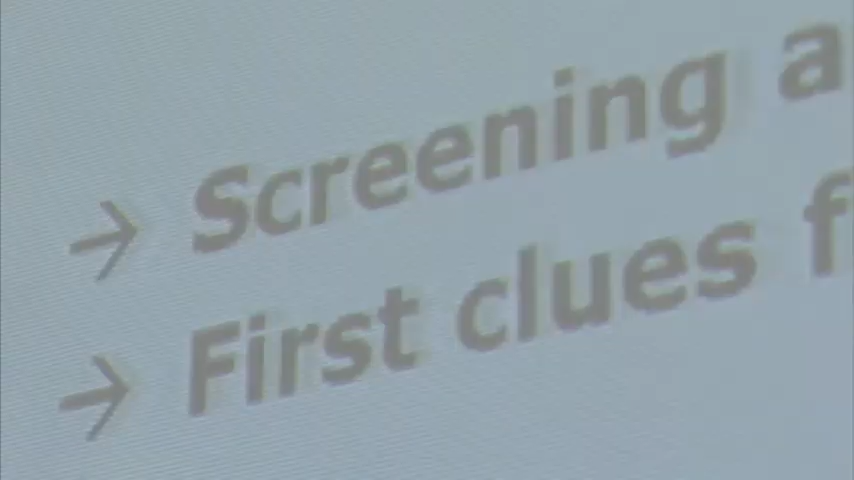 → Screening a
→ First clues f